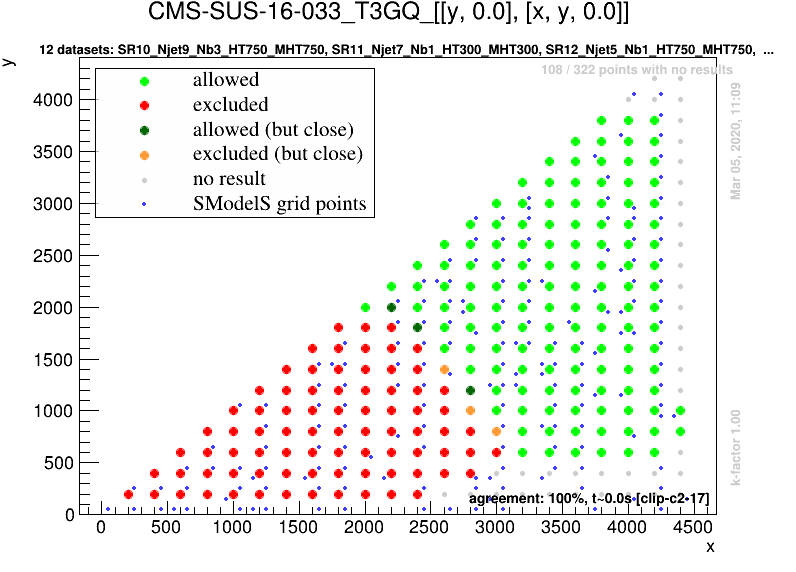 CMS-SUS-16-033_T3GQ_[[y, 0.0], [x, y, 0.0]]
12 datasets: SR10_Njet9_Nb3_HT750_MHT750, SR11_Njet7_Nb1_HT300_MHT300, SR12_Njet5_Nb1_HT750_MHT750, ...
y
108 / 322 points with no results
allowed
excluded
allowed (but close)
excluded (but close)
no result
SModelS grid points
Mar 05, 2020, 11:09
k-factor 1.00
4000
3500
3000
2500
2000
1500
1000
500
0
agreement: 100%, t~0.0s [clip-c2-17]
0 500 1000 1500 2000 2500 3000 3500 4000 4500
x